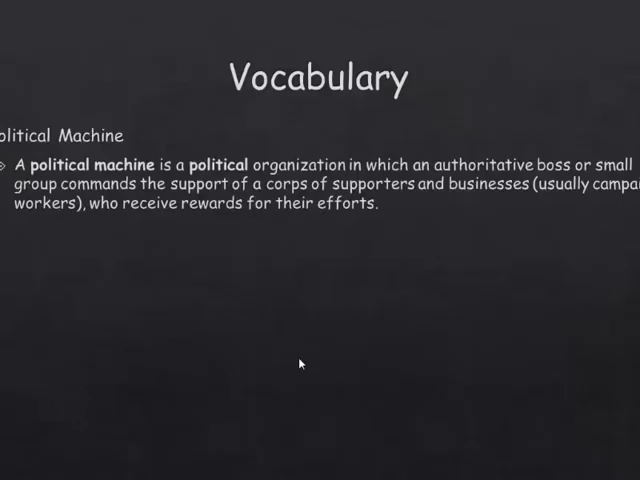 Vocabulary
olitical Machine
A political machine is a political organization in which an authoritative boss or small
group commands the support of a corps of supporters and businesses (usually campai
workers), who receive rewards for their efforts.